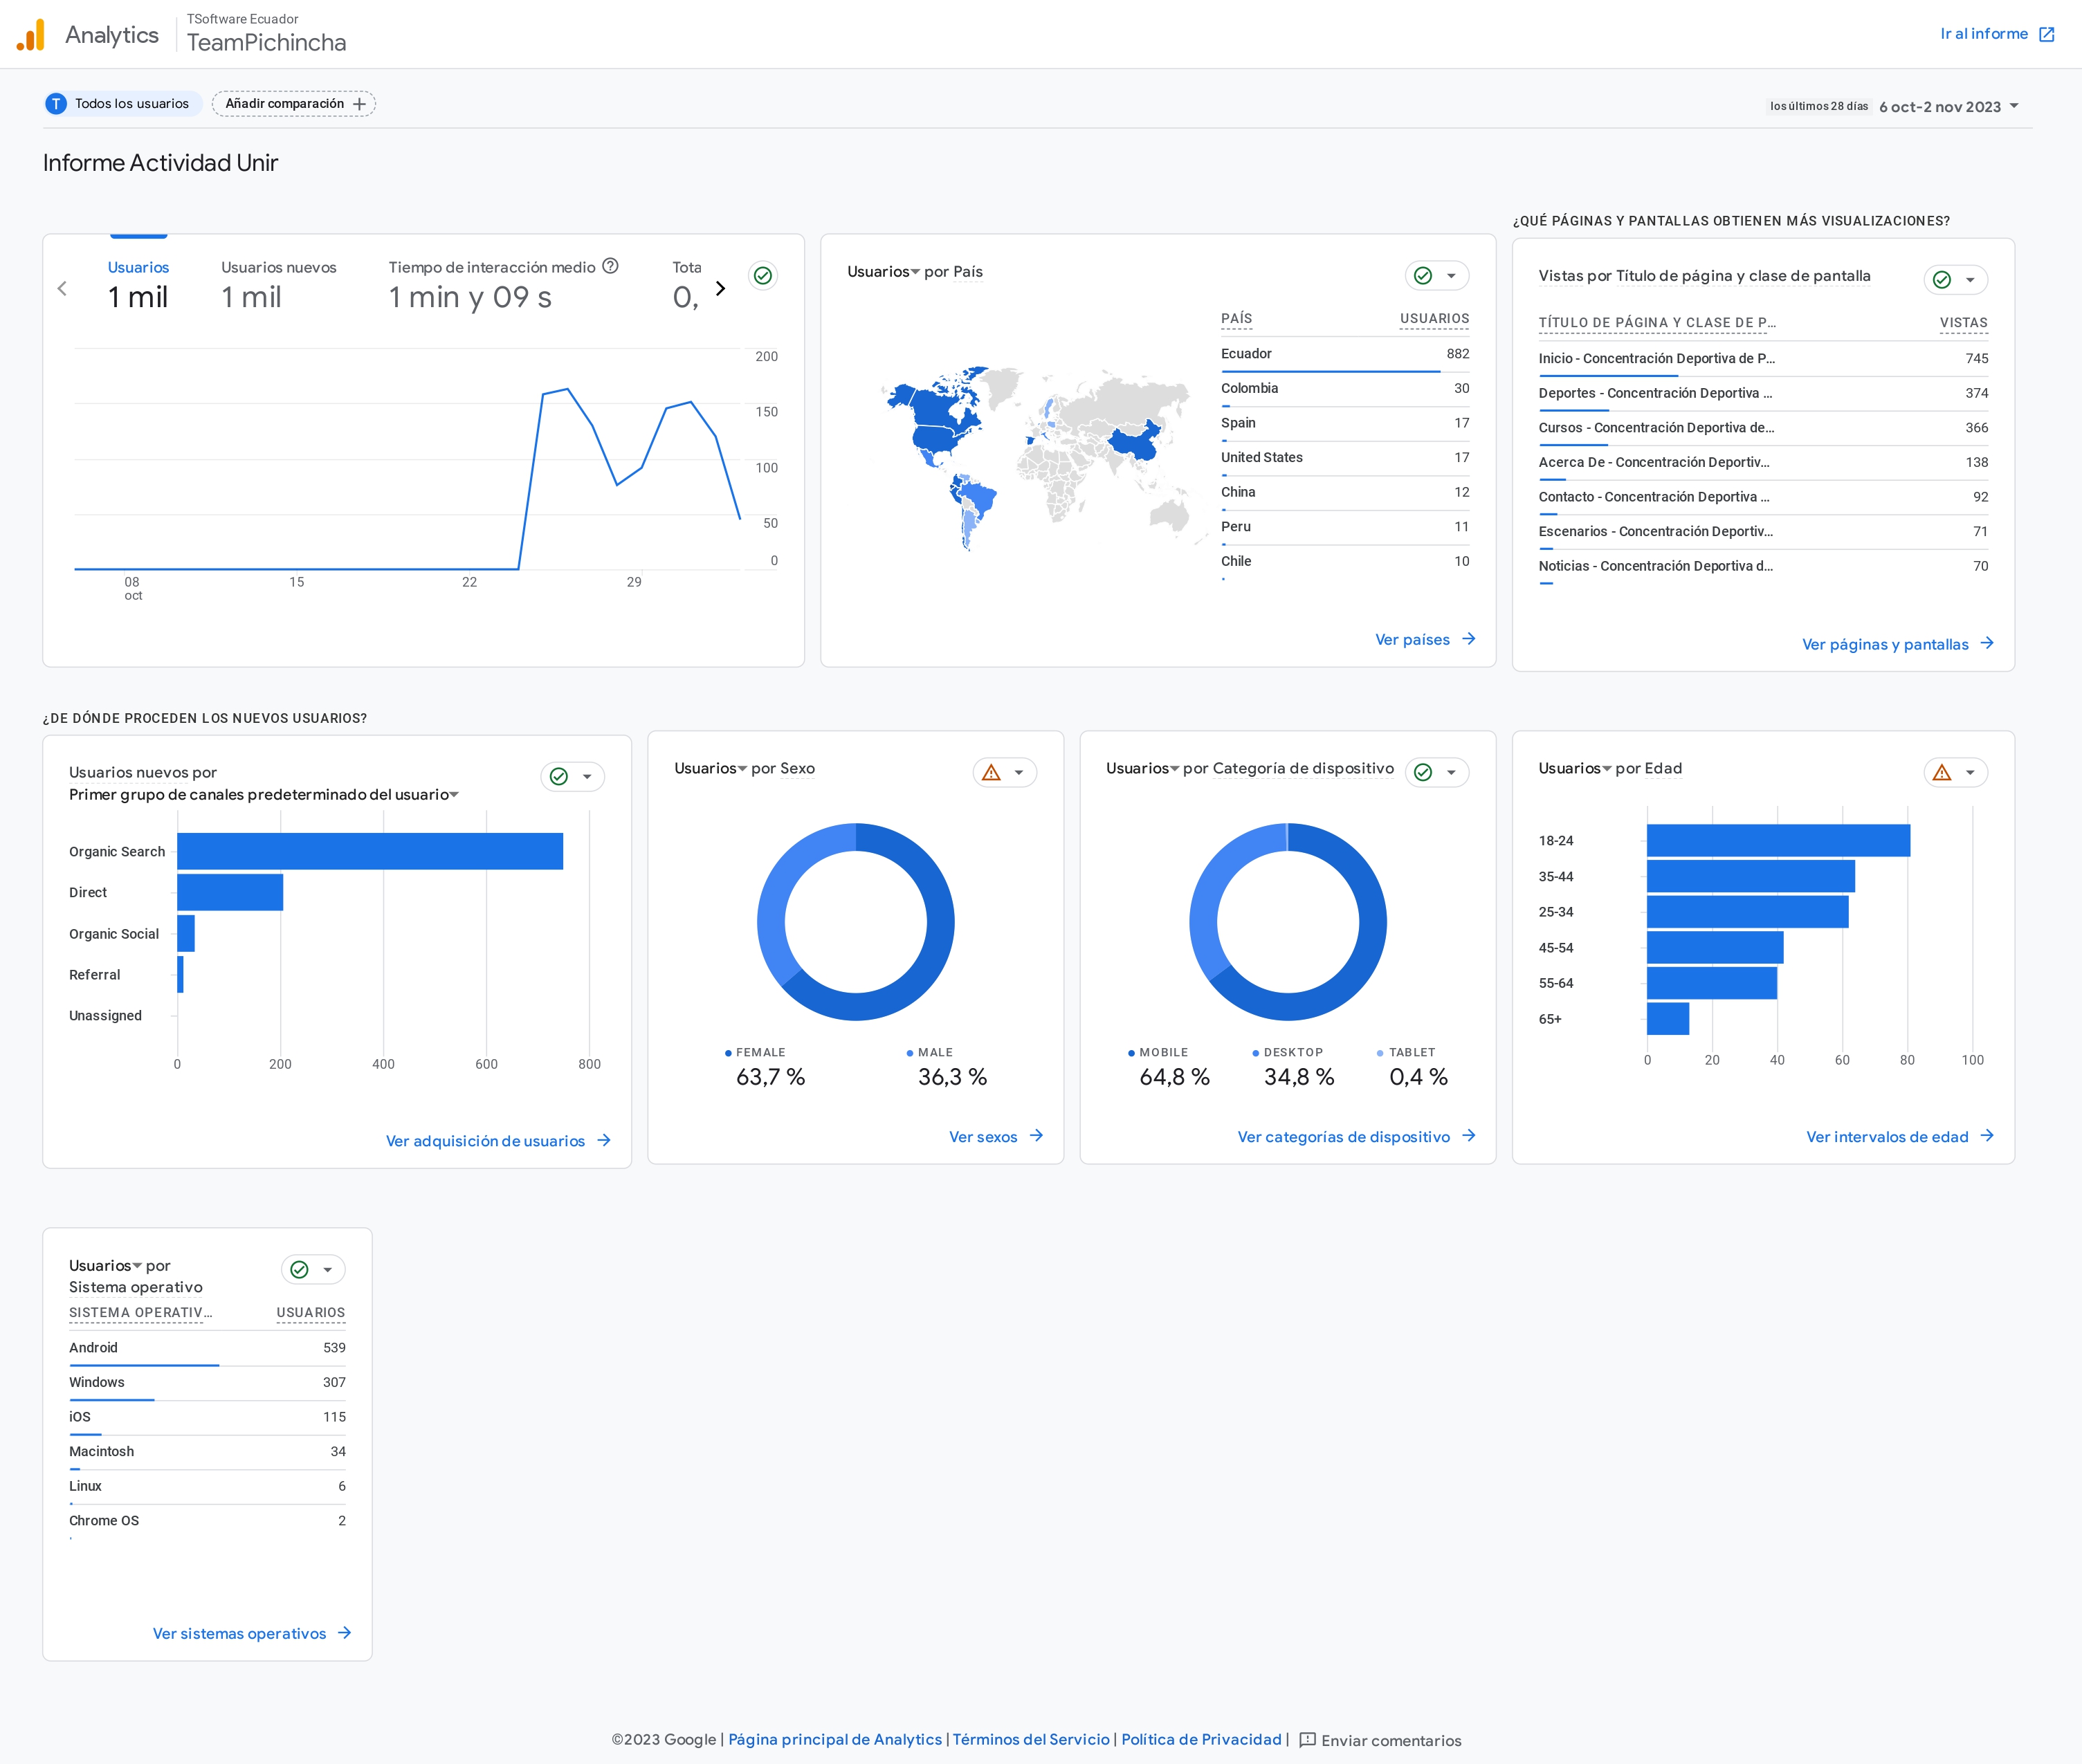 Analytics
TSoftware Ecuador
TeamPichincha
Ir al informe
T Todos los usuarios
Añadir comparación
los últimos 28 días 6 oct-2 nov 2023
Informe Actividad Unir
Usuarios
1 mil
Usuarios nuevos
1 mil
Tiempo de interacción medio
1 min y 09 s
Tota
0,
200
150
100
50
0
08
oct
15
22
29
Usuarios por País
PAÍS USUARIOS
Ecuador 882
Colombia 30
Spain 17
United States 17
China 12
Peru 11
Chile 10
Ver países
¿QUÉ PÁGINAS Y PANTALLAS OBTIENEN MÁS VISUALIZACIONES?
Vistas por Título de página y clase de pantalla
TÍTULO DE PÁGINA Y CLASE DE P... VISTAS
Inicio - Concentración Deportiva de P... 745
Deportes - Concentración Deportiva ... 374
Cursos - Concentración Deportiva de... 366
Acerca De - Concentración Deportiv... 138
Contacto - Concentración Deportiva ... 92
Escenarios - Concentración Deportiv... 71
Noticias - Concentración Deportiva d... 70
Ver páginas y pantallas
¿DE DÓNDE PROCEDEN LOS NUEVOS USUARIOS?
Usuarios nuevos por
Primer grupo de canales predeterminado del usuario
Organic Search
Direct
Organic Social
Referral
Unassigned
0 200 400 600 800
Ver adquisición de usuarios
Usuarios por Sexo
FEMALE
63,7 %
MALE
36,3 %
Ver sexos
Usuarios por Categoría de dispositivo
MOBILE
64,8 %
DESKTOP
34,8 %
TABLET
0,4 %
Ver categorías de dispositivo
Usuarios por Edad
18-24
35-44
25-34
45-54
55-64
65+
0 20 40 60 80 100
Ver intervalos de edad
Usuarios por
Sistema operativo
SISTEMA OPERATIV... USUARIOS
Android 539
Windows 307
iOS 115
Macintosh 34
Linux 6
Chrome OS 2
Ver sistemas operativos
©2023 Google | Página principal de Analytics | Términos del Servicio | Política de Privacidad | Enviar comentarios